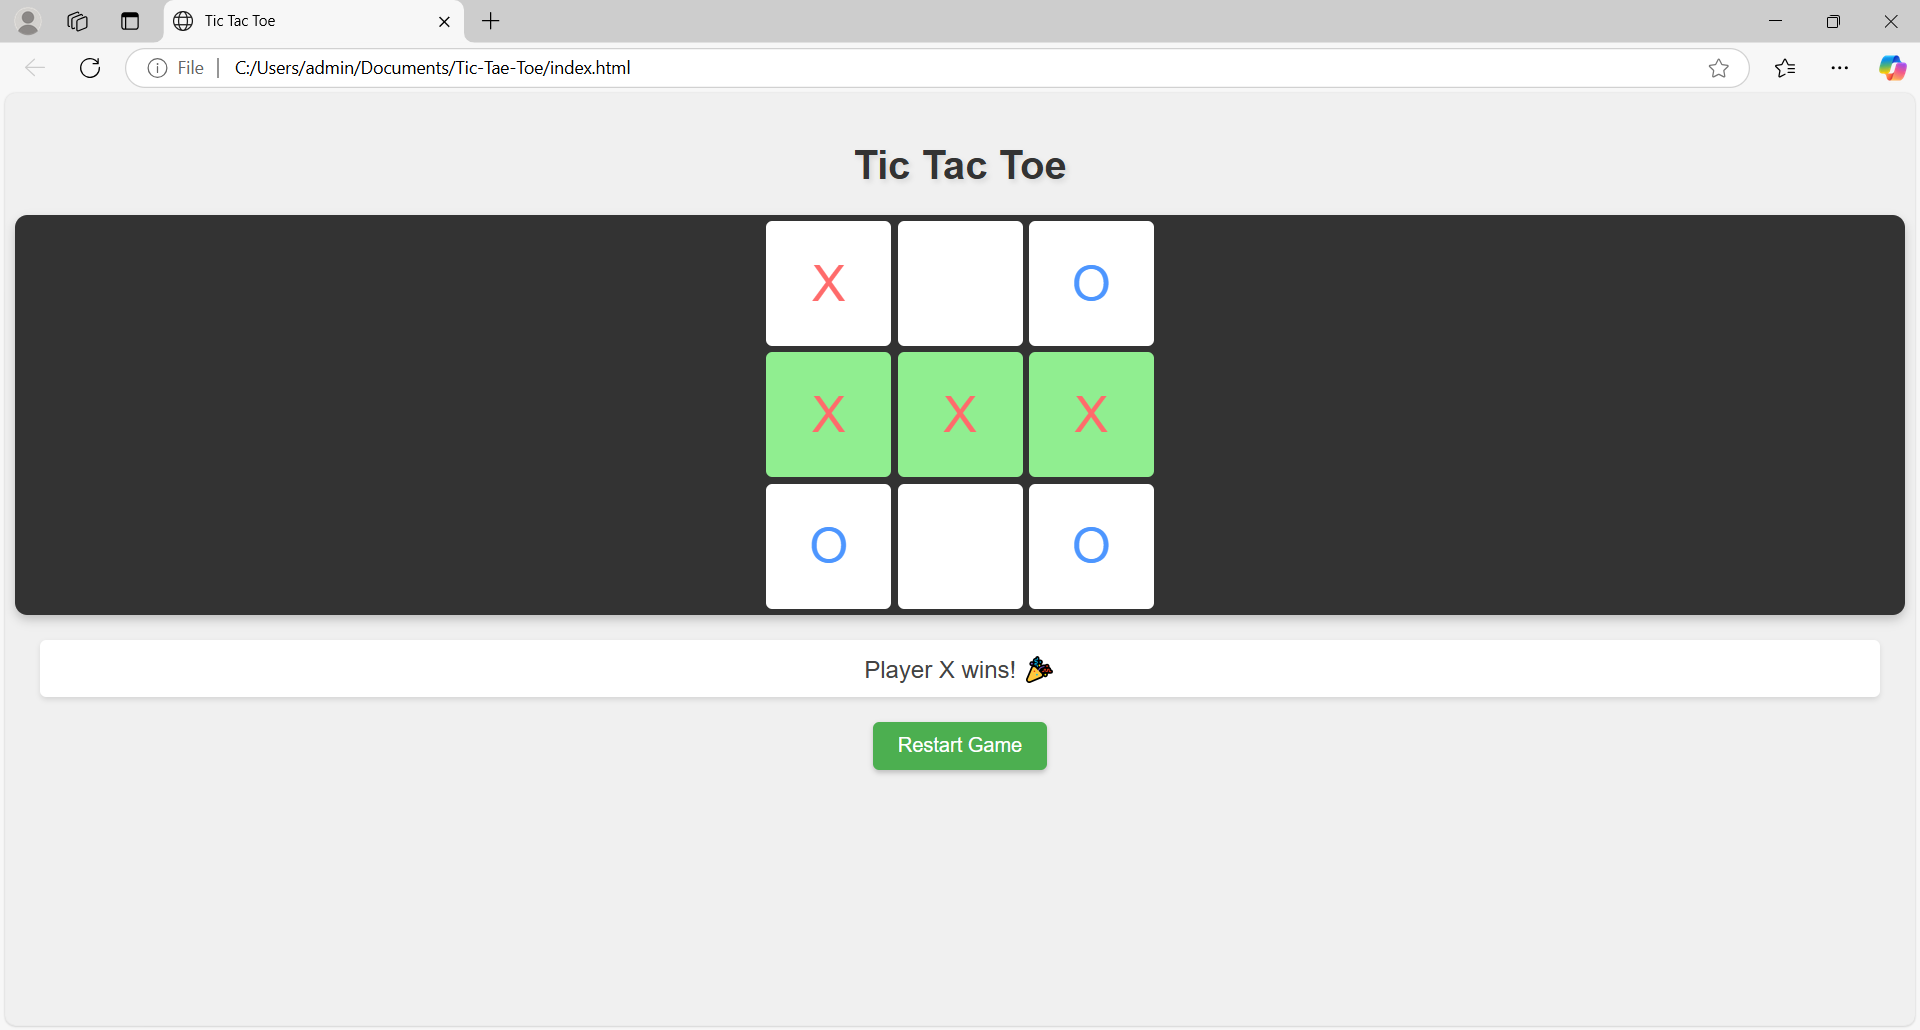 Tic Tac Toe
File
C:/Users/admin/Documents/Tic-Tae-Toe/index.html
Tic Tac Toe
X O
X X X
O O
Player X wins! 🎉
Restart Game